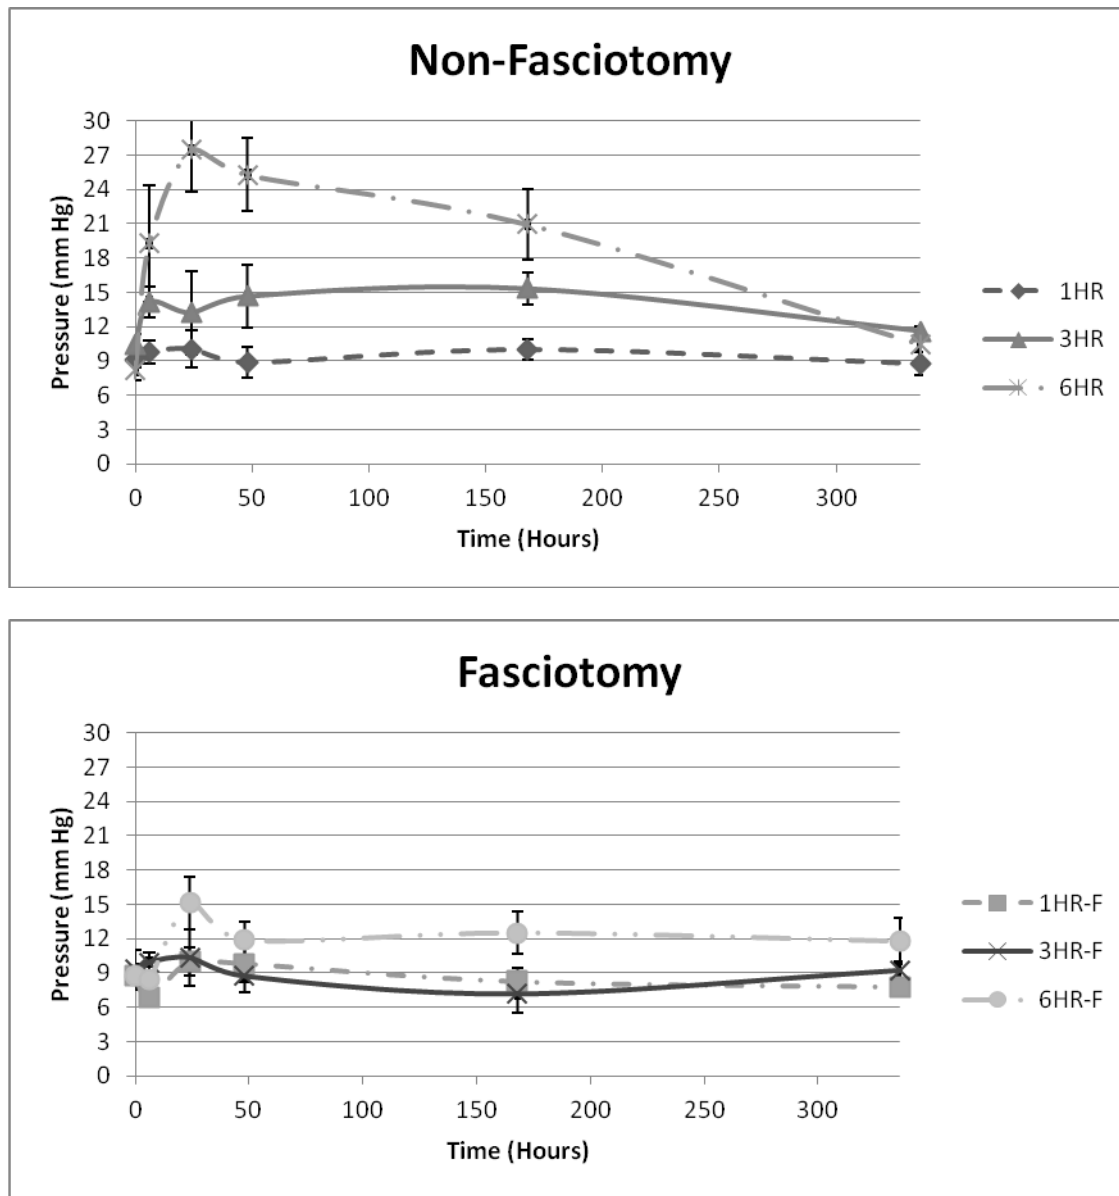 Non-Fasciotomy
30
27
24
21
18
15
12
9
6
3
0
Pressure (mm Hg)
0 50 100 150 200 250 300
Time (Hours)
1HR
3HR
6HR
Fasciotomy
30
27
24
21
18
15
12
9
6
3
0
Pressure (mm Hg)
0 50 100 150 200 250 300
Time (Hours)
1HR-F
3HR-F
6HR-F